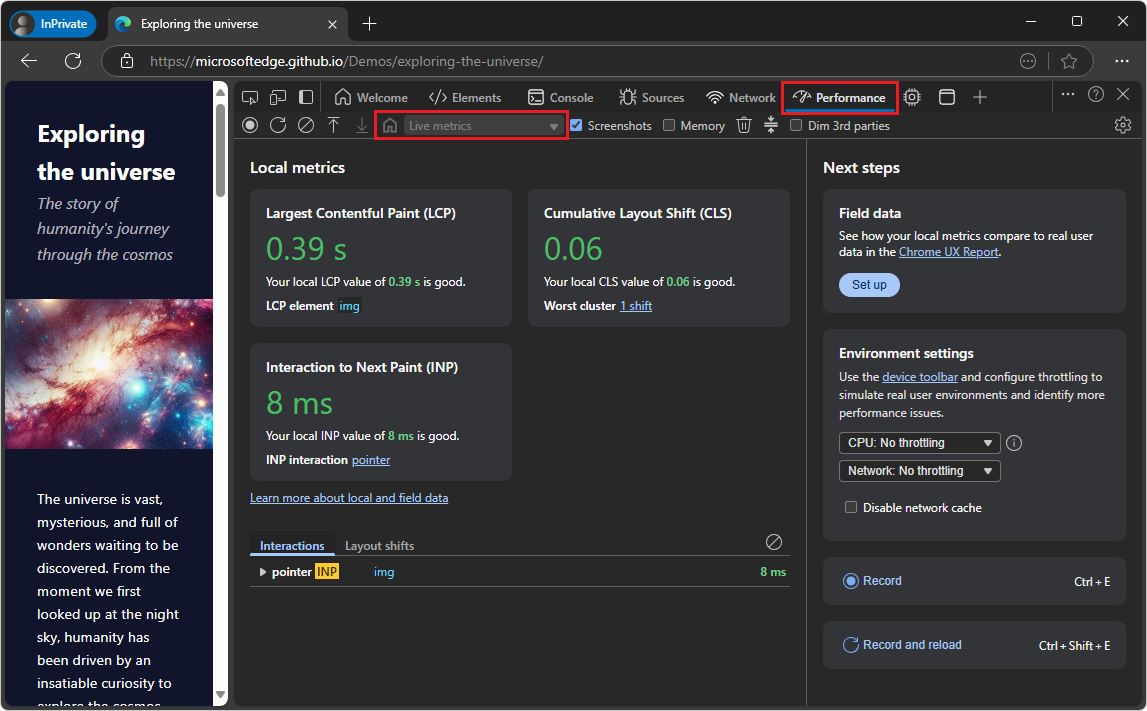 InPrivate
Exploring the universe
https://microsoftedge.github.io/Demos/exploring-the-universe/
Exploring
the universe
The story of
humanity's journey
through the cosmos
The universe is vast,
mysterious, and full of
wonders waiting to be
discovered. From the
moment we first
looked up at the night
sky, humanity has
been driven by an
insatiable curiosity to
explore the cosmos.
Welcome
Elements
Console
Sources
Network
Performance
Live metrics
Screenshots
Memory
Dim 3rd parties
Local metrics
Largest Contentful Paint (LCP)
0.39 s
Your local LCP value of 0.39 s is good.
LCP element img
Cumulative Layout Shift (CLS)
0.06
Your local CLS value of 0.06 is good.
Worst cluster 1 shift
Interaction to Next Paint (INP)
8 ms
Your local INP value of 8 ms is good.
INP interaction pointer
Learn more about local and field data
Interactions
Layout shifts
pointer INP img 8 ms
Next steps
Field data
See how your local metrics compare to real user
data in the Chrome UX Report.
Set up
Environment settings
Use the device toolbar and configure throttling to
simulate real user environments and identify more
performance issues.
CPU: No throttling
Network: No throttling
Disable network cache
Record Ctrl + E
Record and reload Ctrl + Shift + E